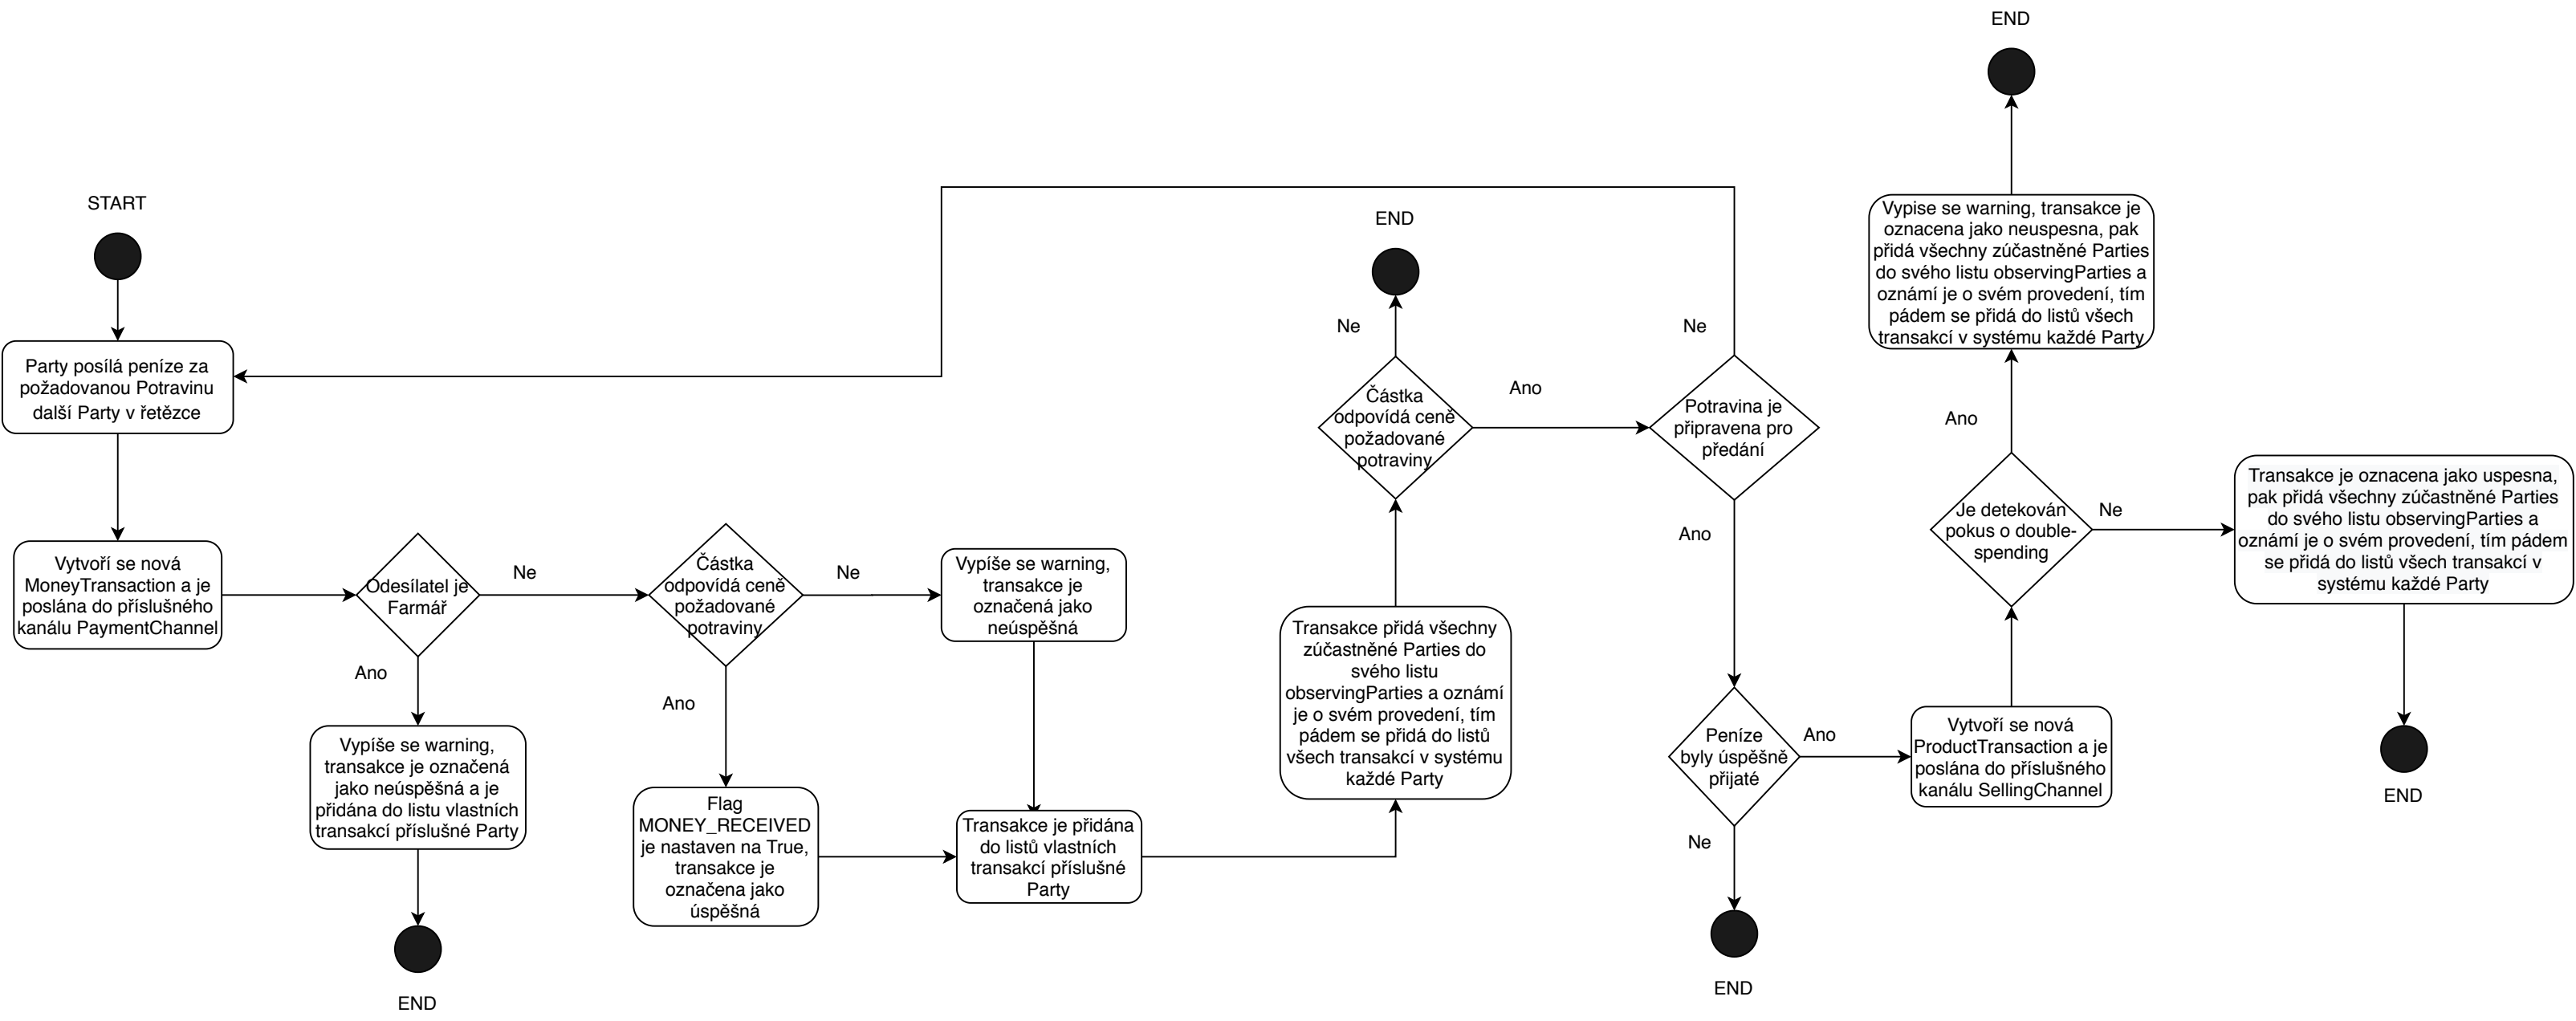 START
Party posílá peníze za
požadovanou Potravinu
další Party v řetězce
Vytvoří se nová
MoneyTransaction a je
poslána do příslušného
kanálu PaymentChannel
Odesílatel je
Farmář
Ne
Ano
Vypíše se warning,
transakce je označená
jako neúspěšná a je
přidána do listu vlastních
transakcí příslušné Party
END
Částka
odpovídá ceně
požadované
potraviny
Ne
Ano
Vypíše se warning,
transakce je
označená jako
neúspěšná
Flag
MONEY_RECEIVED
je nastaven na True,
transakce je
označena jako
úspěšná
Transakce je přidána
do listů vlastních
transakcí příslušné
Party
Transakce přidá všechny
zúčastněné Parties do
svého listu
observingParties a oznámí
je o svém provedení, tím
pádem se přidá do listů
všech transakcí v systému
každé Party
Částka
odpovídá ceně
požadované
potraviny
Ne
END
Ano
Potravina je
připravena pro
předání
Ne
Ano
Peníze
byly úspěšně
přijaté
Ne
END
Ano
Vytvoří se nová
ProductTransaction a je
poslána do příslušného
kanálu SellingChannel
Je detekován
pokus o double-
spending
Ano
Vypise se warning, transakce je
oznacena jako neuspesna, pak
přidá všechny zúčastněné Parties
do svého listu observingParties a
oznámí je o svém provedení, tím
pádem se přidá do listů všech
transakcí v systému každé Party
END
Ne
Transakce je oznacena jako uspesna,
pak přidá všechny zúčastněné Parties
do svého listu observingParties a
oznámí je o svém provedení, tím pádem
se přidá do listů všech transakcí v
systému každé Party
END